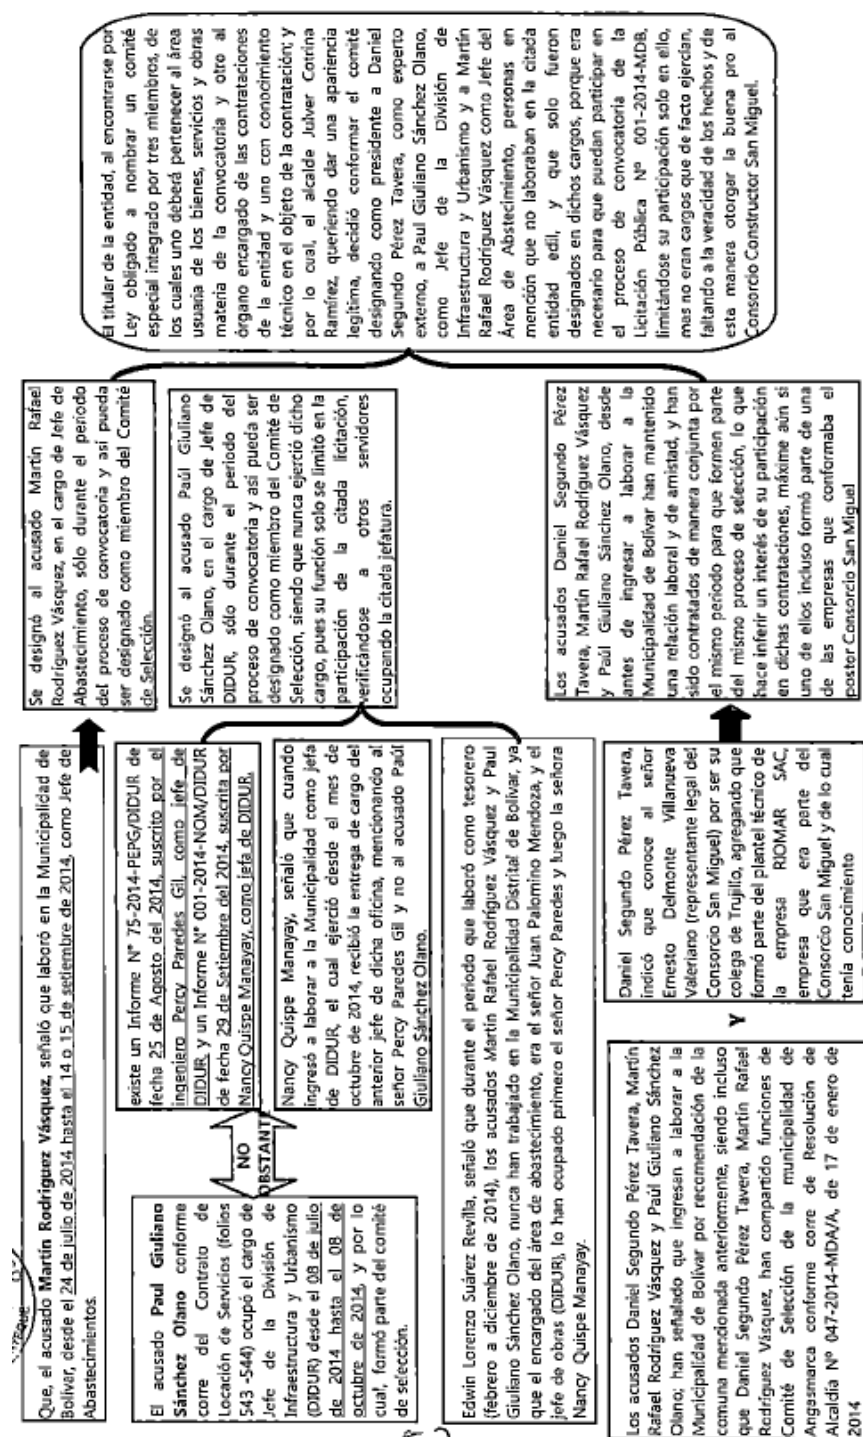 Que, el acusado Martín Rodríguez Vásquez, señaló que laboró en la Municipalidad de
Bolívar, desde el 24 de julio de 2014 hasta el 14 o 15 de setiembre de 2014, como Jefe de
Abastecimientos.
El acusado Paul Giuliano
Sánchez Olano conforme
corre del Contrato de
Locación de Servicios (folios
543 -544) ocupó el cargo de
Jefe de la División de
Infraestructura y Urbanismo
(DIDUR) desde el 08 de julio
de 2014 hasta el 08 de
octubre de 2014, y por lo
cual, formó parte del comité
de selección.
NO
OBSTANTE
existe un Informe N° 75-2014-PEPG/DIDUR de
fecha 25 de Agosto del 2014, suscrito por el
ingeniero Percy Paredes Gil, como jefe de
DIDUR y un Informe N° 001-2014-NOM/DIDUR
de fecha 29 de Setiembre del 2014, suscrita por
Nancy Quispe Manayay, como jefa de DIDUR.
Nancy Quispe Manayay, señaló que cuando
ingresó a laborar a la Municipalidad como jefa
de DIDUR, el cual ejerció desde el mes de
octubre de 2014, recibió la entrega de cargo del
anterior jefe de dicha oficina, mencionando al
señor Percy Paredes Gil y no al acusado Paúl
Giuliano Sánchez Olano.
Edwin Lorenzo Suárez Revilla, señaló que durante el periodo que laboró como tesorero
(febrero a diciembre de 2014), los acusados Martín Rafael Rodríguez Vásquez y Paul
Giuliano Sánchez Olano, nunca han trabajado en la Municipalidad Distrital de Bolívar, ya
que el encargado del área de abastecimiento, era el señor Juan Palomino Mendoza, y el
jefe de obras (DIDUR), lo han ocupado primero el señor Percy Paredes y luego la señora
Nancy Quispe Manayay.
Los acusados Daniel Segundo Pérez Tavera, Martín
Rafael Rodríguez Vásquez y Paúl Giuliano Sánchez
Olano; han señalado que ingresan a laborar a la
Municipalidad de Bolívar por recomendación de la
comuna mendionada anteriormente, siendo incluso
que Daniel Segundo Pérez Tavera, Martín Rafael
Rodríguez Vásquez, han compartido funciones de
Comité de Selección de la municipalidad de
Angasmarca conforme corre de Resolución de
Alcaldía N° 047-2014-MDA/A, de 17 de enero de
2014
Y
Daniel Segundo Pérez Tavera,
indicó que conoce al señor
Ernesto Delmonte Villanueva
Valeriano (representante legal del
Consorcio San Miguel) por ser su
colega de Trujillo, agregando que
formó parte del plantel técnico de
la empresa RIOMAR SAC,
empresa que era parte del
Consorcio San Miguel y de lo cual
tenía conocimiento
Se designó al acusado Martín Rafael
Rodríguez Vásquez, en el cargo de Jefe de
Abastecimiento, sólo durante el periodo
del proceso de convocatoria y así pueda
ser designado como miembro del Comité
de Selección.
Se designó al acusado Paúl Giuliano
Sánchez Olano, en el cargo de Jefe de
DIDUR, sólo durante el periodo del
proceso de convocatoria y así pueda ser
designado como miembro del Comité de
Selección, siendo que nunca ejerció dicho
cargo, pues su función solo se limitó en la
participación de la citada licitación,
verificándose a otros servidores
ocupando la citada jefatura.
Los acusados Daniel Segundo Pérez
Tavera, Martín Rafael Rodríguez Vásquez
y Paúl Giuliano Sánchez Olano, desde
antes de ingresar a laborar a la
Municipalidad de Bolívar han mantenido
una relación laboral y de amistad, y han
sido contratados de manera conjunta por
el mismo periodo para que formen parte
del mismo proceso de selección, lo que
hace inferir un interés de su participación
en dichas contrataciones, máxime aún si
uno de ellos incluso formó parte de una
de las empresas que conformaba el
postor Consorcio San Miguel
El titular de la entidad, al encontrarse por
Ley obligado a nombrar un comité
especial integrado por tres miembros, de
los cuales uno deberá pertenecer al área
usuaria de los bienes, servicios y obras
materia de la convocatoria y otro al
órgano encargado de las contrataciones
de la entidad y uno con conocimiento
técnico en el objeto de la contratación; y
por lo cual, el alcalde Julver Cotrina
Ramírez, queriendo dar una apariencia
legítima, decidió conformar el comité
designando como presidente a Daniel
Segundo Pérez Tavera, como experto
externo, a Paul Giuliano Sánchez Olano,
como Jefe de la División de
Infraestructura y Urbanismo y a Martín
Rafael Rodríguez Vásquez como Jefe del
Área de Abastecimiento, personas en
mención que no laboraban en la citada
entidad edil, y que solo fueron
designados en dichos cargos, porque era
necesario para que puedan participar en
el proceso de convocatoria de la
Licitación Pública N° 001-2014-MDB,
limitándose su participación solo en ello,
mas no eran cargos que de facto ejercían,
faltando a la veracidad de los hechos y de
esta manera otorgar la buena pro al
Consorcio Constructor San Miguel.